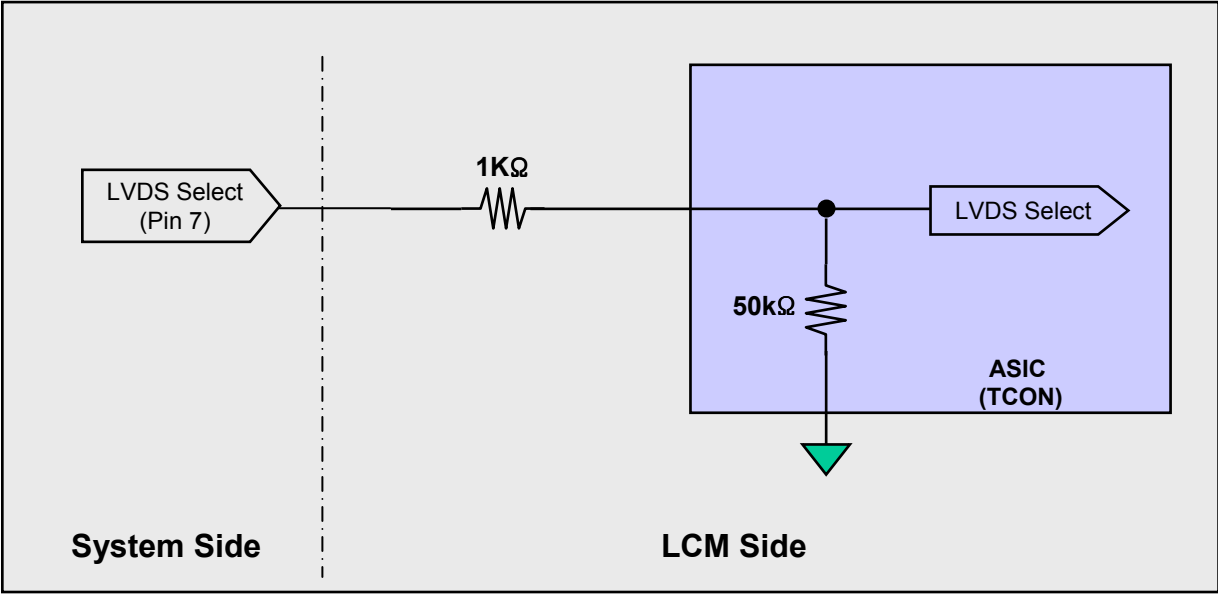 1KΩ
LVDS Select
(Pin 7)
LVDS Select
50kΩ
ASIC
(TCON)
System Side
LCM Side